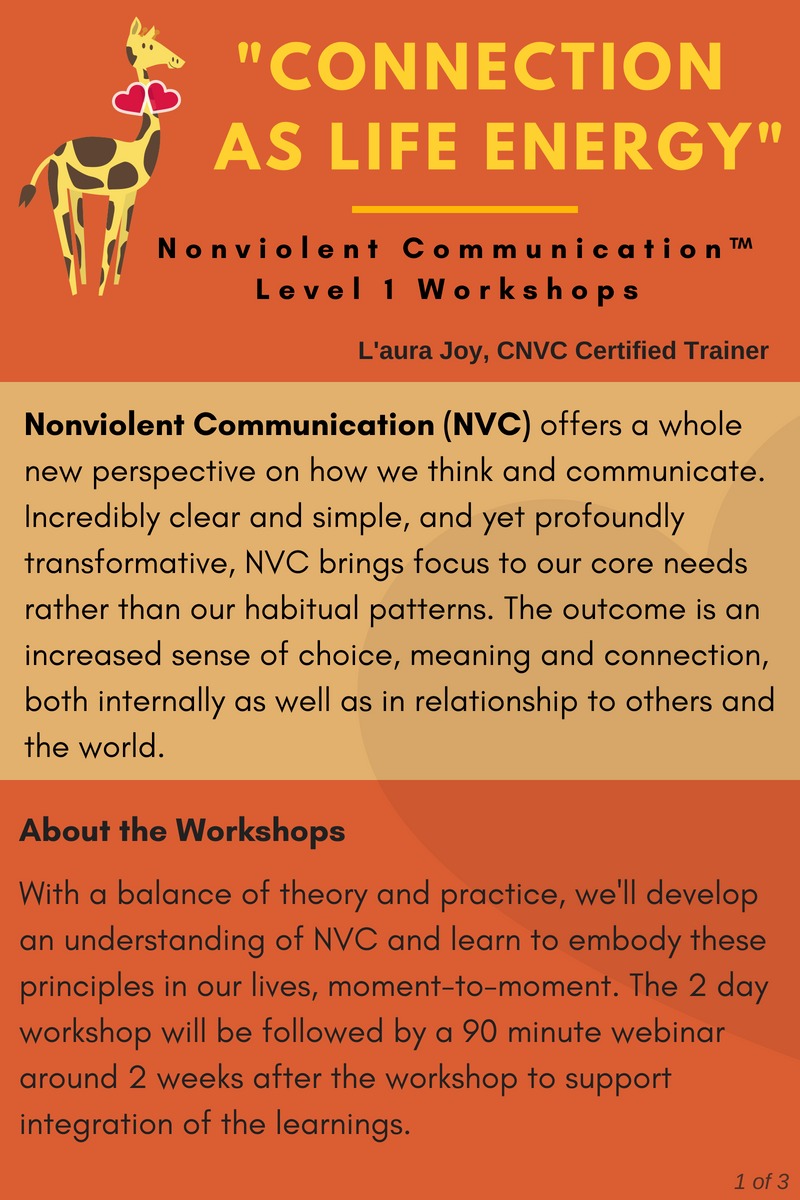 "CONNECTION
AS LIFE ENERGY"
Nonviolent Communication™
Level 1 Workshops
L'aura Joy, CNVC Certified Trainer
Nonviolent Communication (NVC) offers a whole
new perspective on how we think and communicate.
Incredibly clear and simple, and yet profoundly
transformative, NVC brings focus to our core needs
rather than our habitual patterns. The outcome is an
increased sense of choice, meaning and connection,
both internally as well as in relationship to others and
the world.
About the Workshops
With a balance of theory and practice, we'll develop
an understanding of NVC and learn to embody these
principles in our lives, moment-to-moment. The 2 day
workshop will be followed by a 90 minute webinar
around 2 weeks after the workshop to support
integration of the learnings.
1 of 3